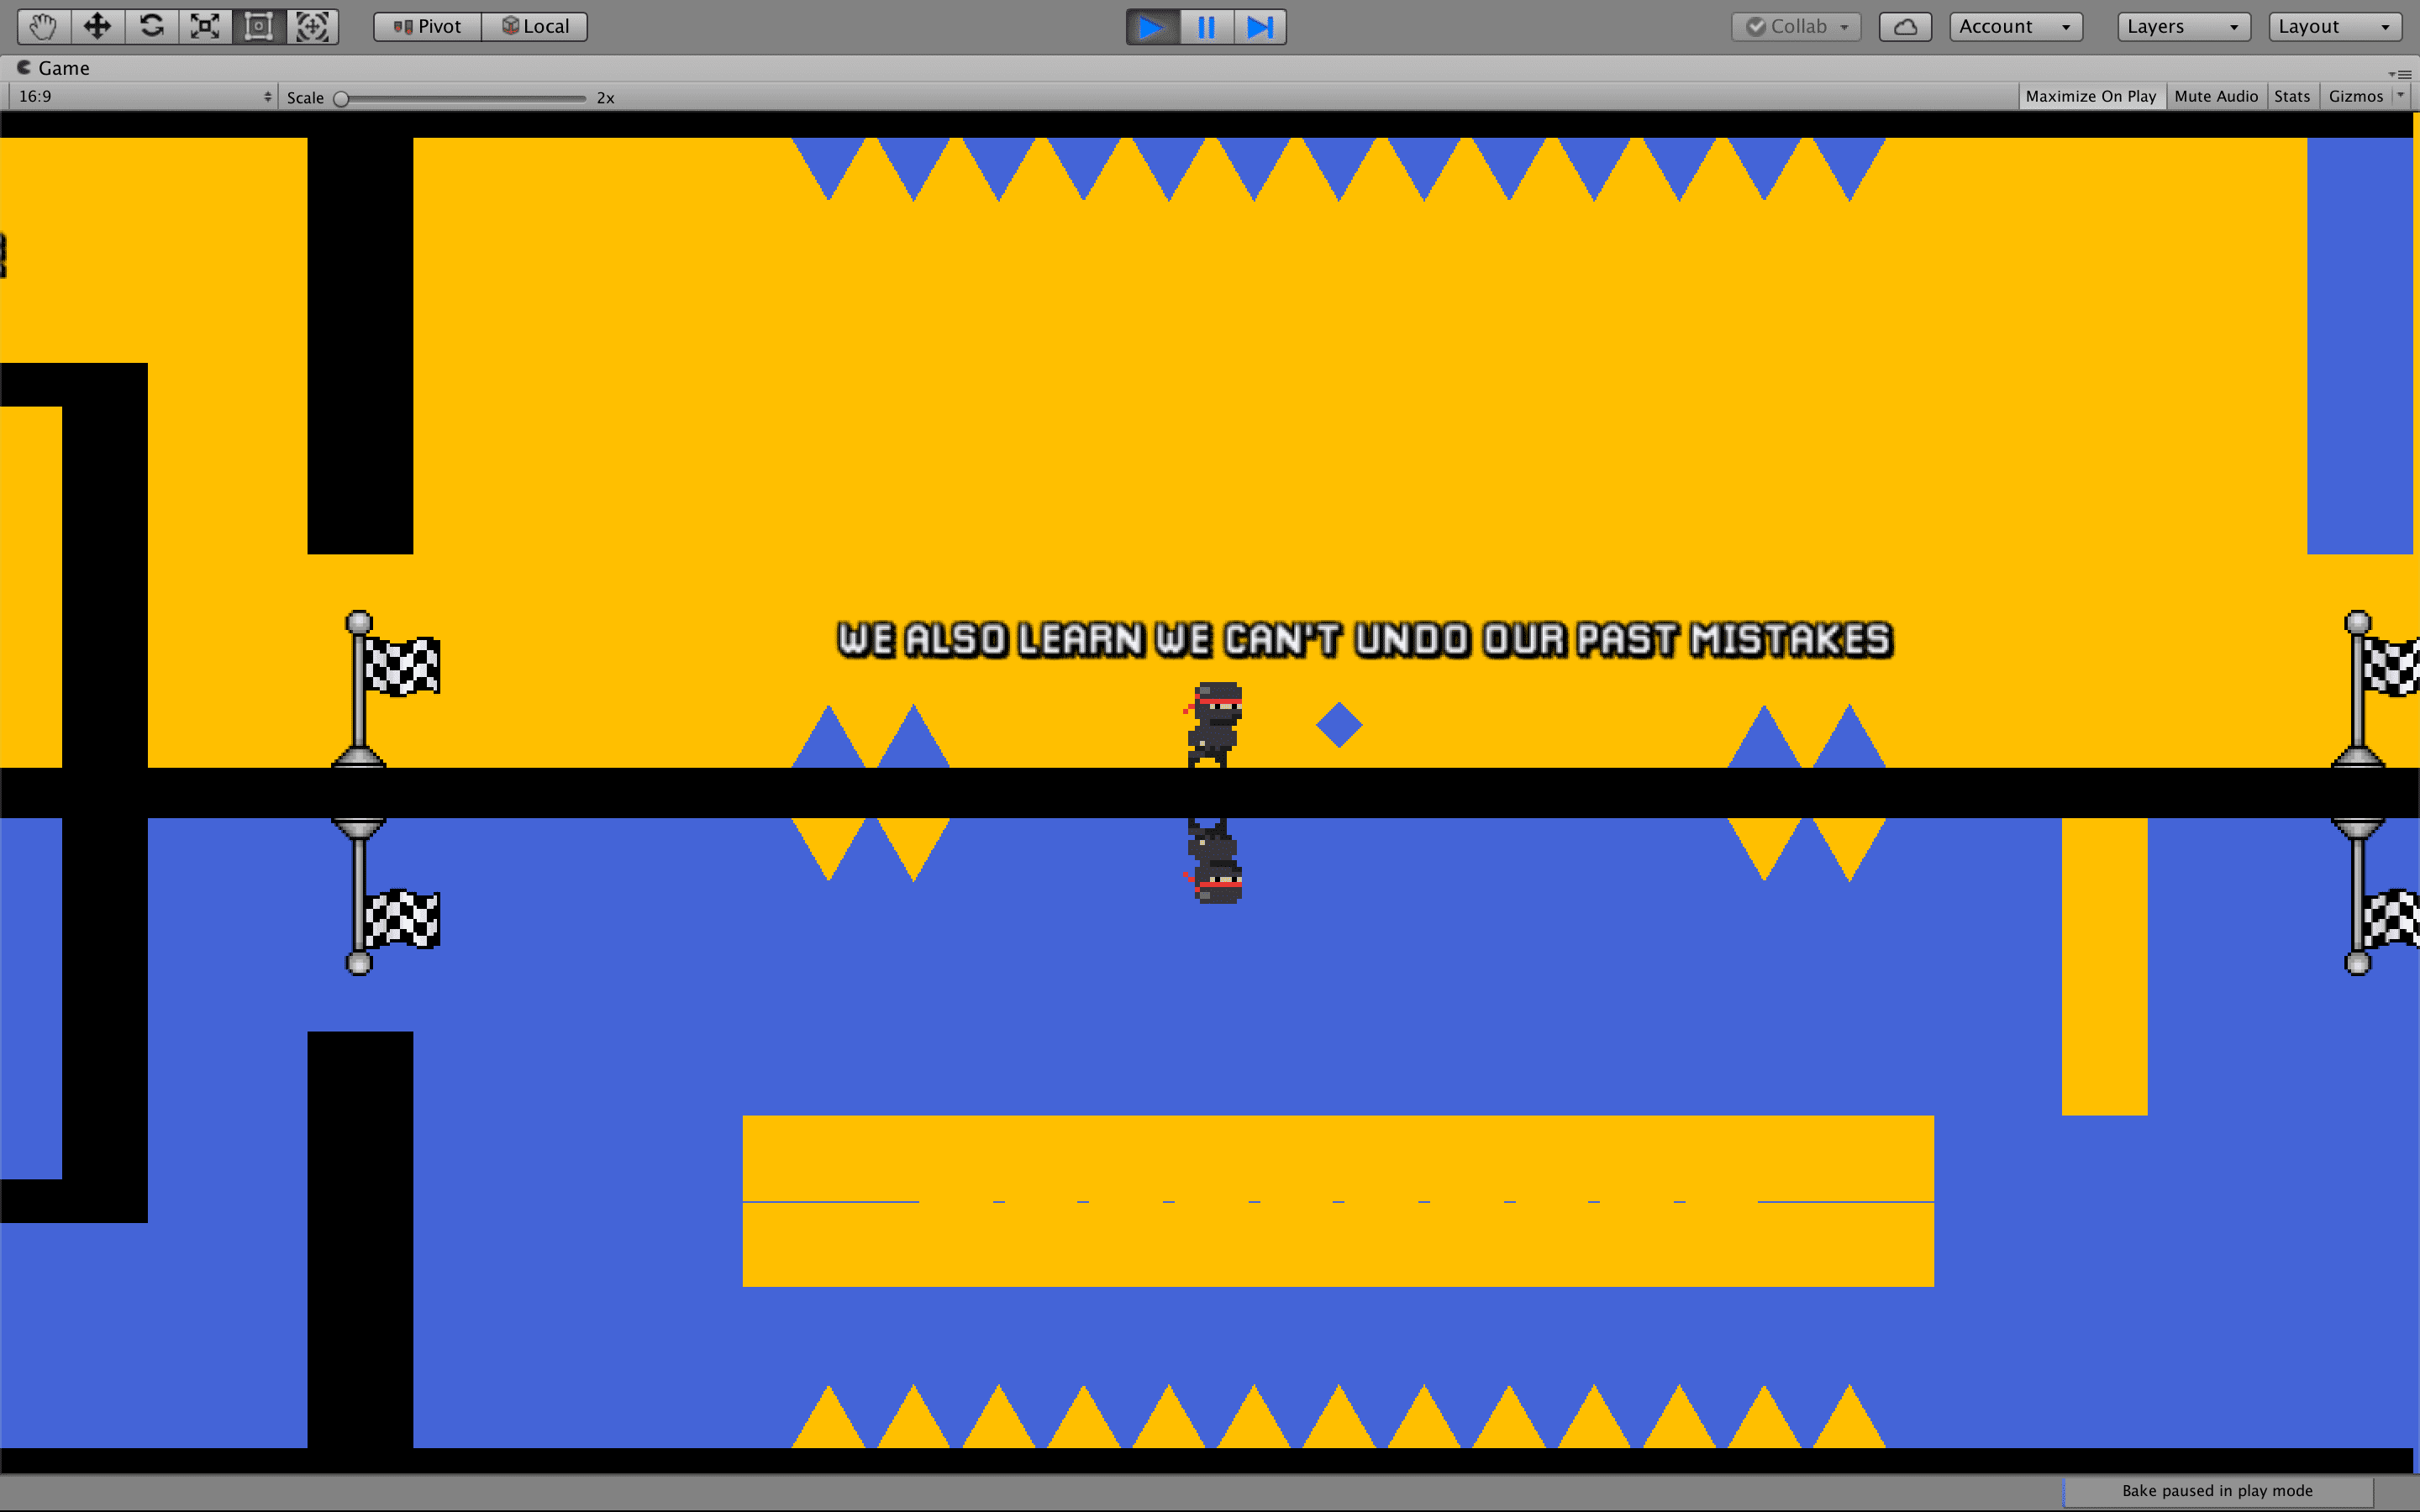 Pivot Local Collab Account Layers Layout
Game
16:9 Scale 2x Maximize On Play Mute Audio Stats Gizmos
WE ALSO LEARN WE CAN'T UNDO OUR PAST MISTAKES
Bake paused in play mode